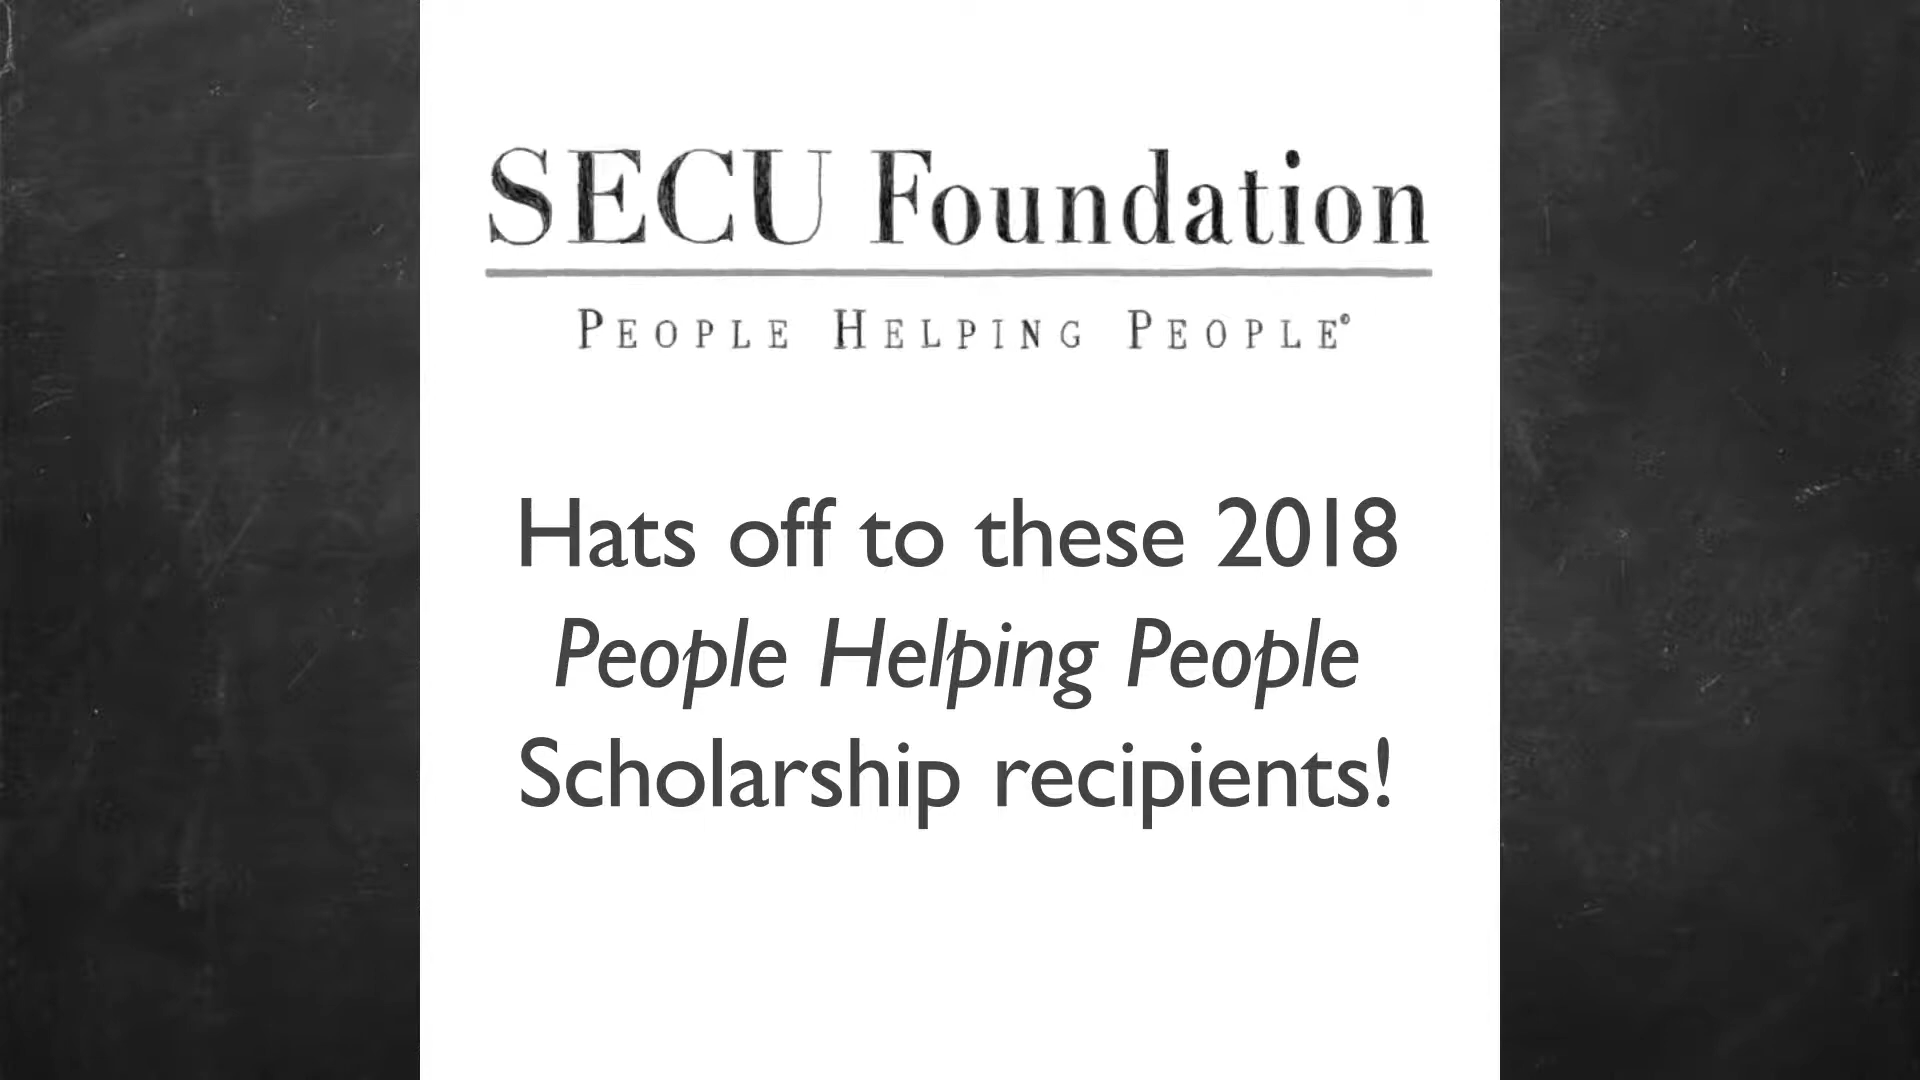 SECU Foundation
PEOPLE HELPING PEOPLE®
Hats off to these 2018
People Helping People
Scholarship recipients!